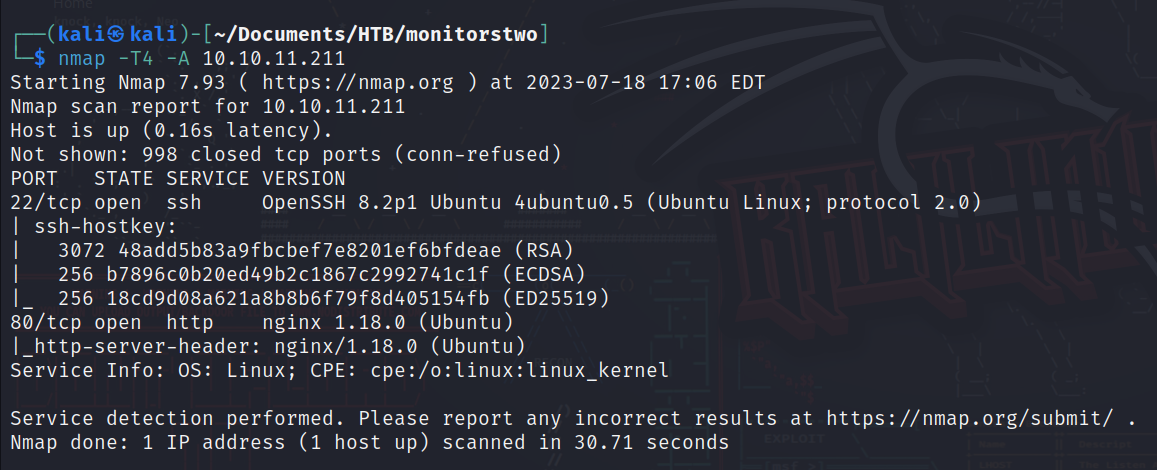 Home
┌──(kali㉿kali)-[~/Documents/HTB/monitorstwo]
└─$ nmap -T4 -A 10.10.11.211
Starting Nmap 7.93 ( https://nmap.org ) at 2023-07-18 17:06 EDT
Nmap scan report for 10.10.11.211
Host is up (0.16s latency).
Not shown: 998 closed tcp ports (conn-refused)
PORT   STATE SERVICE VERSION
22/tcp open  ssh     OpenSSH 8.2p1 Ubuntu 4ubuntu0.5 (Ubuntu Linux; protocol 2.0)
| ssh-hostkey:
|   3072 48add5b83a9fbcbef7e8201ef6bfdeae (RSA)
|   256 b7896c0b20ed49b2c1867c2992741c1f (ECDSA)
|_  256 18cd9d08a621a8b8b6f79f8d405154fb (ED25519)
80/tcp open  http    nginx 1.18.0 (Ubuntu)
|_http-server-header: nginx/1.18.0 (Ubuntu)
Service Info: OS: Linux; CPE: cpe:/o:linux:linux_kernel
Service detection performed. Please report any incorrect results at https://nmap.org/submit/ .
EXPLOIT
Nmap done: 1 IP address (1 host up) scanned in 30.71 seconds